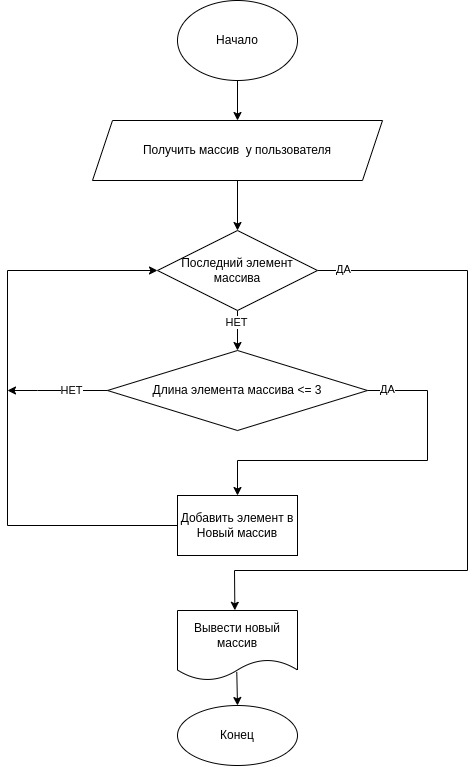 Начало
Получить массив у пользователя
Последний элемент
массива
ДА
НЕТ
Длина элемента массива <= 3
НЕТ
ДА
Добавить элемент в
Новый массив
Вывести новый
массив
Конец